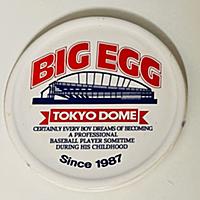 BIG EGG
TOKYO DOME
CERTAINLY EVERY BOY DREAMS OF BECOMING
A PROFESSIONAL
BASEBALL PLAYER SOMETIME
DURING HIS CHILDHOOD
Since 1987